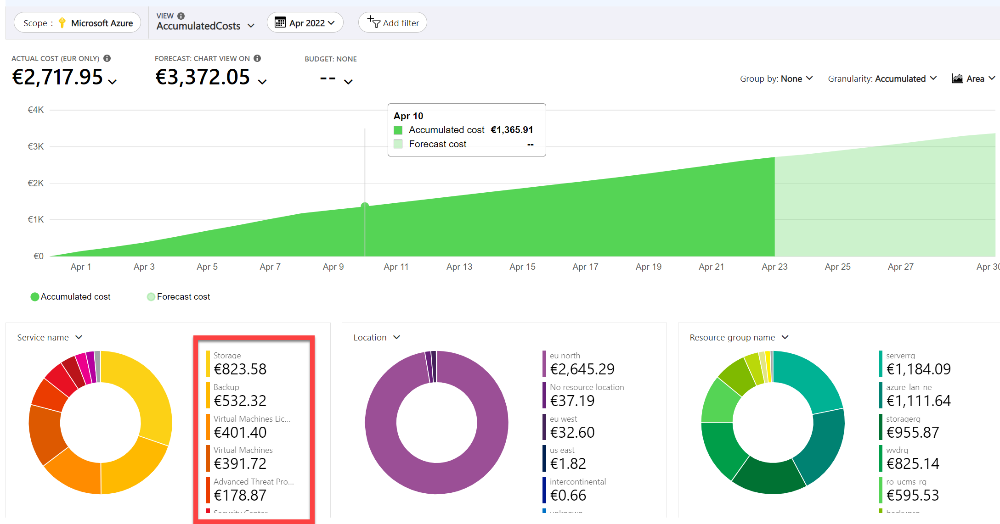 Scope : Microsoft Azure
VIEW
AccumulatedCosts
Apr 2022
Add filter
ACTUAL COST (EUR ONLY)
€2,717.95
FORECAST: CHART VIEW ON
€3,372.05
BUDGET: NONE
--
Group by: None
Granularity: Accumulated
Area
€4K
€3K
€2K
€1K
€0
Apr 10
Accumulated cost €1,365.91
Forecast cost --
Apr 1 Apr 3 Apr 5 Apr 7 Apr 9 Apr 11 Apr 13 Apr 15 Apr 17 Apr 19 Apr 21 Apr 23 Apr 25 Apr 27 Apr 30
Accumulated cost Forecast cost
Service name
Storage
€823.58
Backup
€532.32
Virtual Machines Lic...
€401.40
Virtual Machines
€391.72
Advanced Threat Pro...
€178.87
Security Center
Location
eu north
€2,645.29
No resource location
€37.19
eu west
€32.60
us east
€1.82
intercontinental
€0.66
unknown
Resource group name
serverrg
€1,184.09
azure_lan_ne
€1,111.64
storagerg
€955.87
wvdrg
€825.14
ro-ucms-rg
€595.53
backuprg